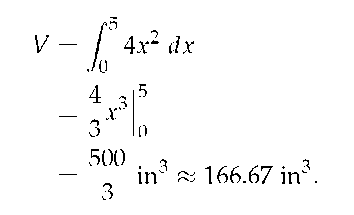 V = ∫₀⁵ 4x² dx
= 4/3 x³ |₀⁵
= 500/3 in³ ≈ 166.67 in³.